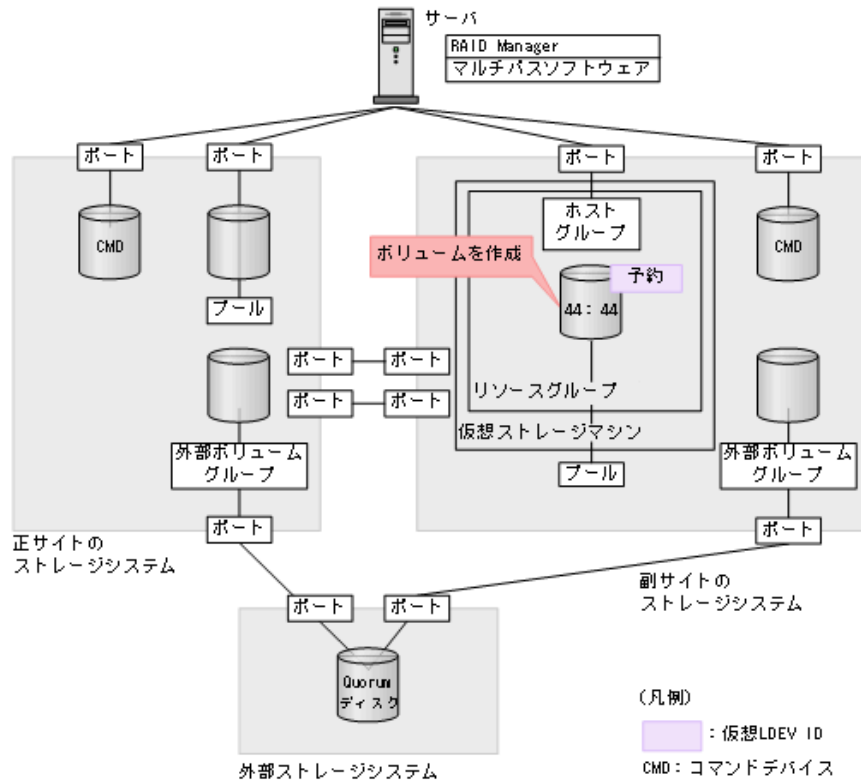 サーバ
RAID Manager
マルチパスソフトウェア
ポート
ポート
ポート
ポート
CMD
ホスト
グループ
CMD
ボリュームを作成
予約
44: 44
プール
ポート
ポート
ポート
ポート
リソースグループ
仮想ストレージマシン
外部ボリューム
グループ
プール
外部ボリューム
グループ
ポート
ポート
正サイトの
ストレージシステム
副サイトの
ストレージシステム
ポート
ポート
Quorum
ディスク
外部ストレージシステム
(凡例)
: 仮想LDEV ID
CMD: コマンドデバイス